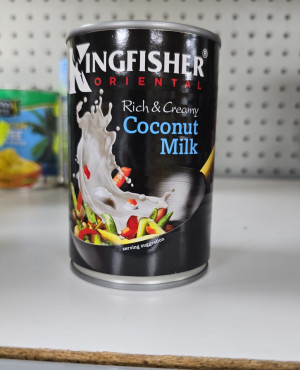 KINGFISHER®
ORIENTAL
Rich & Creamy
Coconut
Milk
serving suggestion